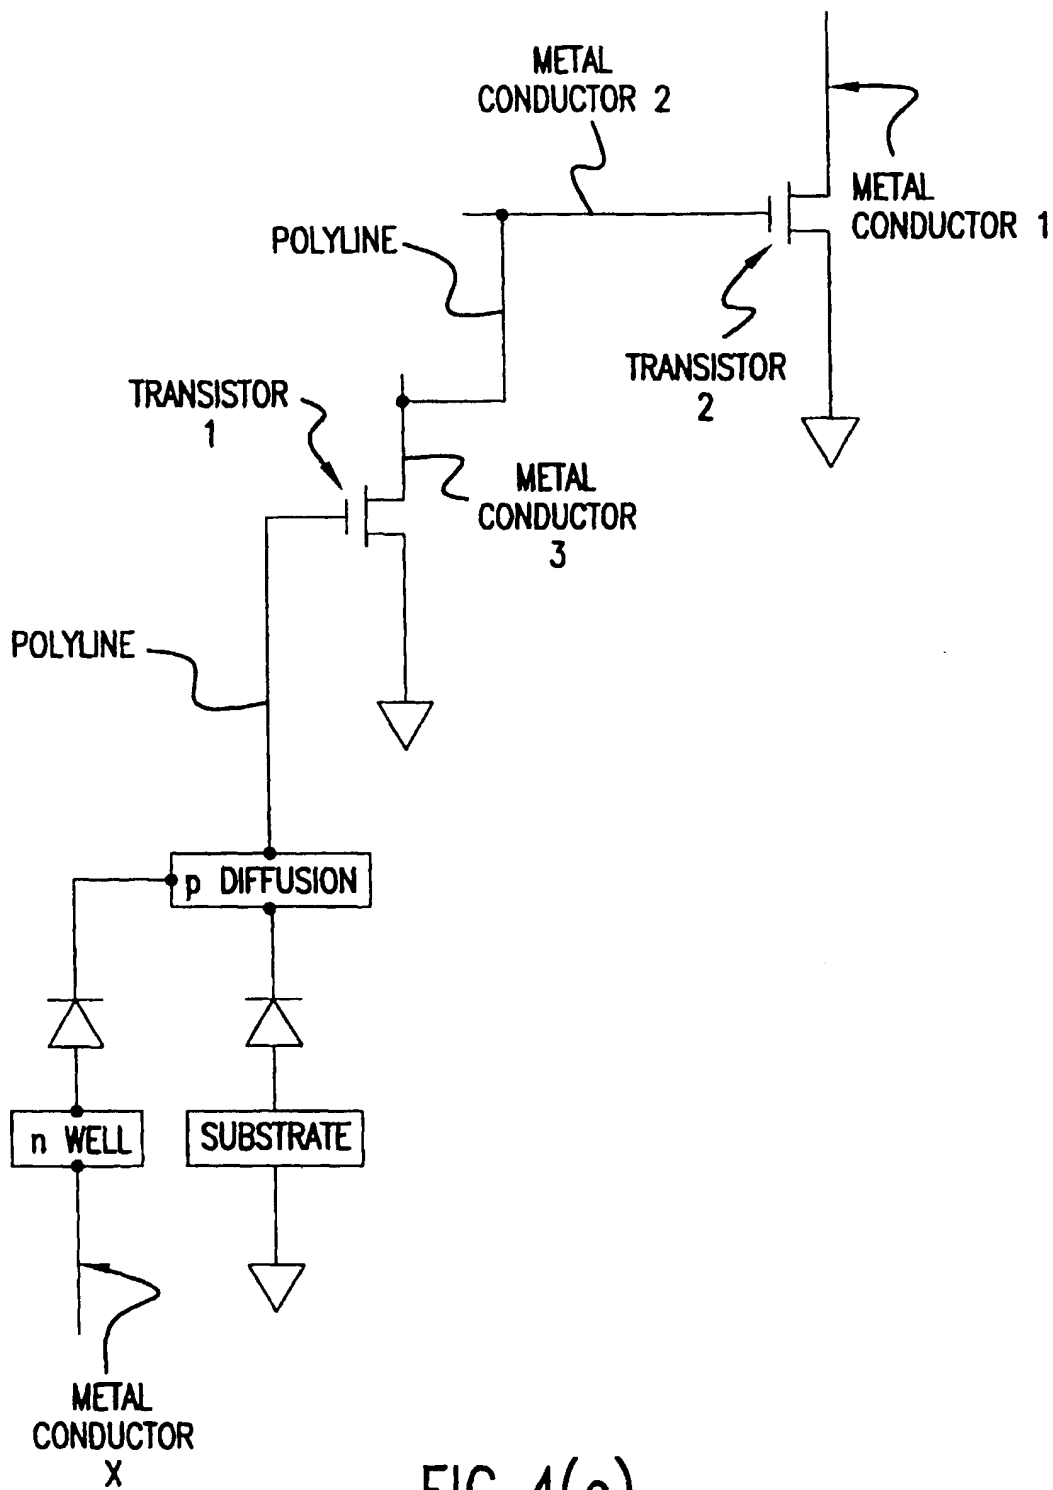 METAL
CONDUCTOR 2
METAL
CONDUCTOR 1
POLYLINE
TRANSISTOR
2
TRANSISTOR
1
METAL
CONDUCTOR
3
POLYLINE
p DIFFUSION
n WELL
SUBSTRATE
METAL
CONDUCTOR
X